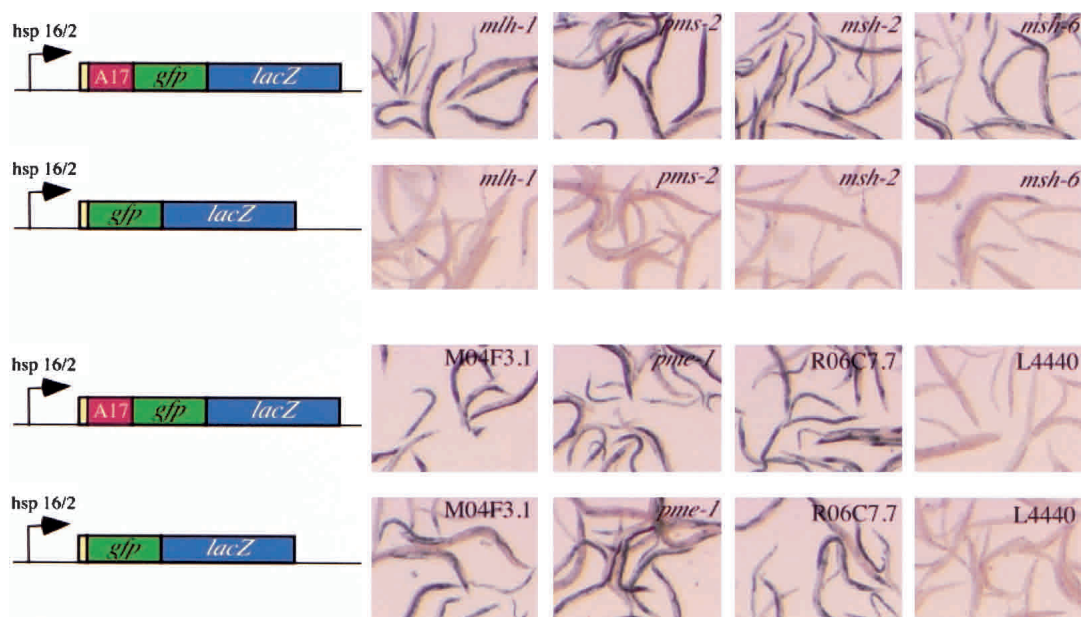 hsp 16/2
A17 gfp lacZ
mlh-1
pms-2
msh-2
msh-6
hsp 16/2
gfp lacZ
mlh-1
pms-2
msh-2
msh-6
hsp 16/2
A17 gfp lacZ
M04F3.1
pme-1
R06C7.7
L4440
hsp 16/2
gfp lacZ
M04F3.1
pme-1
R06C7.7
L4440